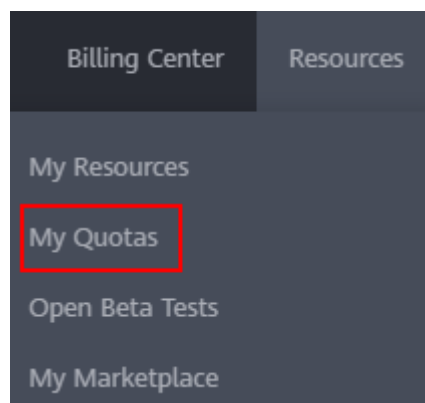 Billing Center Resources
My Resources
My Quotas
Open Beta Tests
My Marketplace